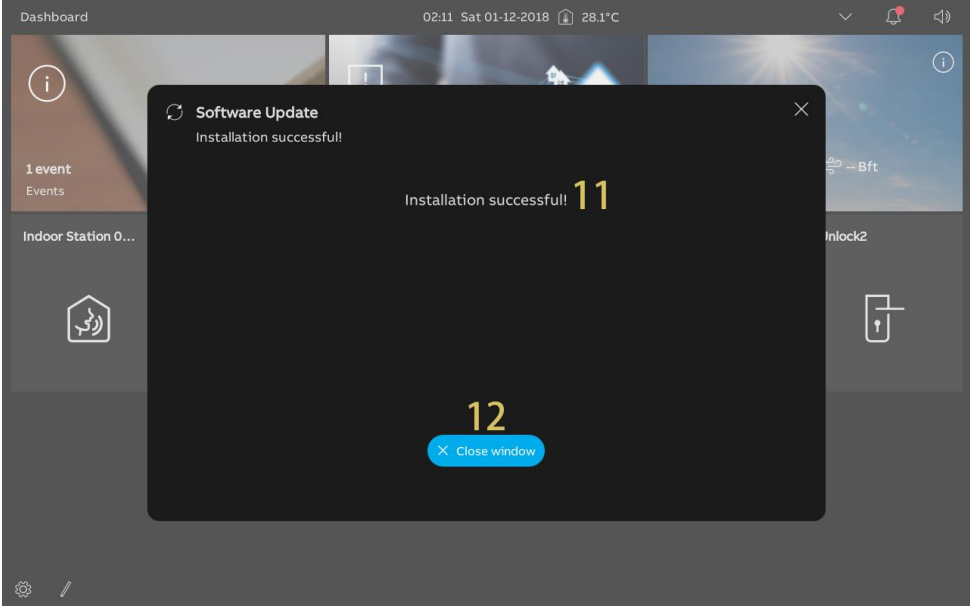 Dashboard
02:11 Sat 01-12-2018 28.1°C
Software Update
Installation successful!
1 event
Events
-- Bft
Installation successful! 11
Indoor Station 0...
Unlock2
12
Close window